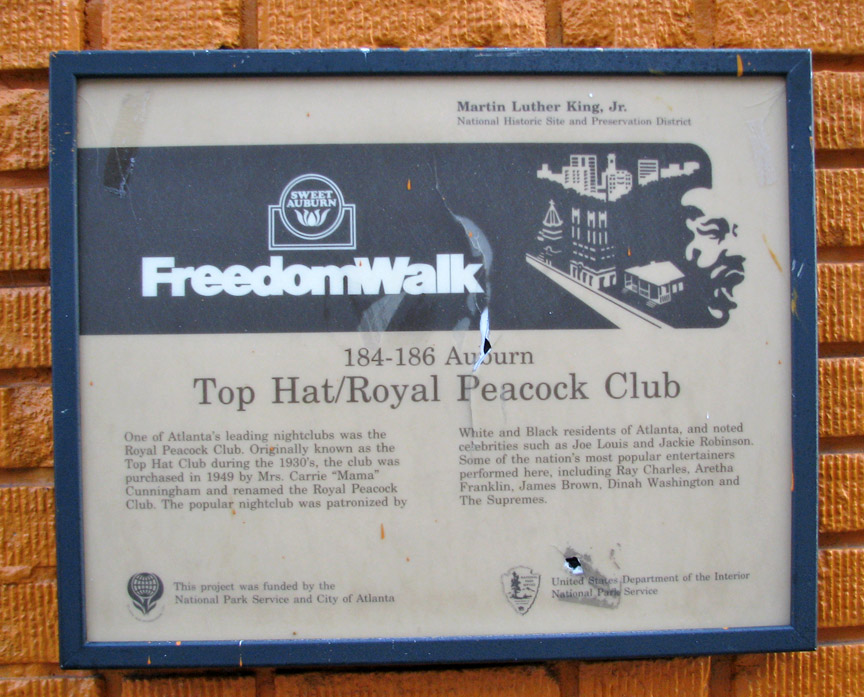 Martin Luther King, Jr.
National Historic Site and Preservation District
SWEET
AUBURN
FreedomWalk
184-186 Auburn
Top Hat/Royal Peacock Club
One of Atlanta's leading nightclubs was the
Royal Peacock Club. Originally known as the
Top Hat Club during the 1930's, the club was
purchased in 1949 by Mrs. Carrie "Mama"
Cunningham and renamed the Royal Peacock
Club. The popular nightclub was patronized by
White and Black residents of Atlanta, and noted
celebrities such as Joe Louis and Jackie Robinson.
Some of the nation's most popular entertainers
performed here, including Ray Charles, Aretha
Franklin, James Brown, Dinah Washington and
The Supremes.
This project was funded by the
National Park Service and City of Atlanta
United States Department of the Interior
National Park Service